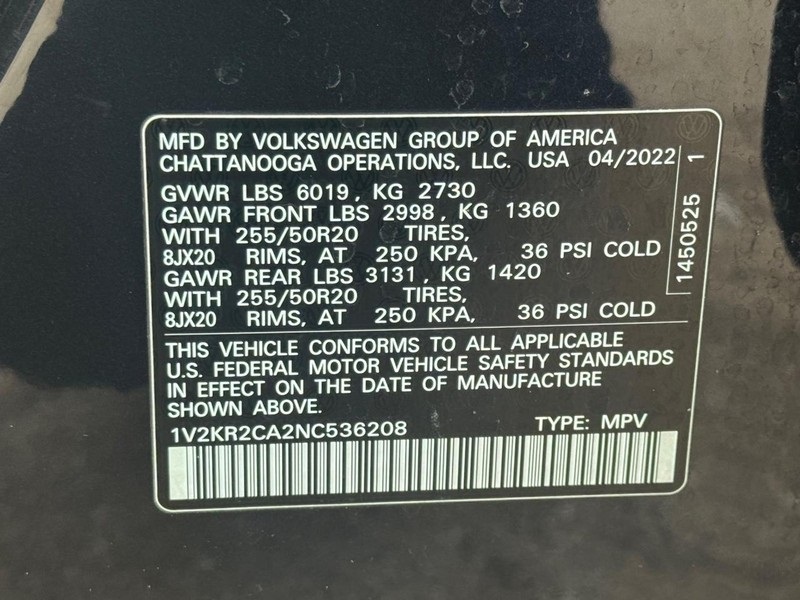 MFD BY VOLKSWAGEN GROUP OF AMERICA
CHATTANOOGA OPERATIONS, LLC. USA 04/2022
GVWR LBS 6019, KG 2730
GAWR FRONT LBS 2998, KG 1360
WITH 255/50R20 TIRES,
8JX20 RIMS, AT 250 KPA, 36 PSI COLD
GAWR REAR LBS 3131, KG 1420
WITH 255/50R20 TIRES,
8JX20 RIMS, AT 250 KPA, 36 PSI COLD
1450525 1
THIS VEHICLE CONFORMS TO ALL APPLICABLE
U.S. FEDERAL MOTOR VEHICLE SAFETY STANDARDS
IN EFFECT ON THE DATE OF MANUFACTURE
SHOWN ABOVE.
1V2KR2CA2NC536208 TYPE: MPV